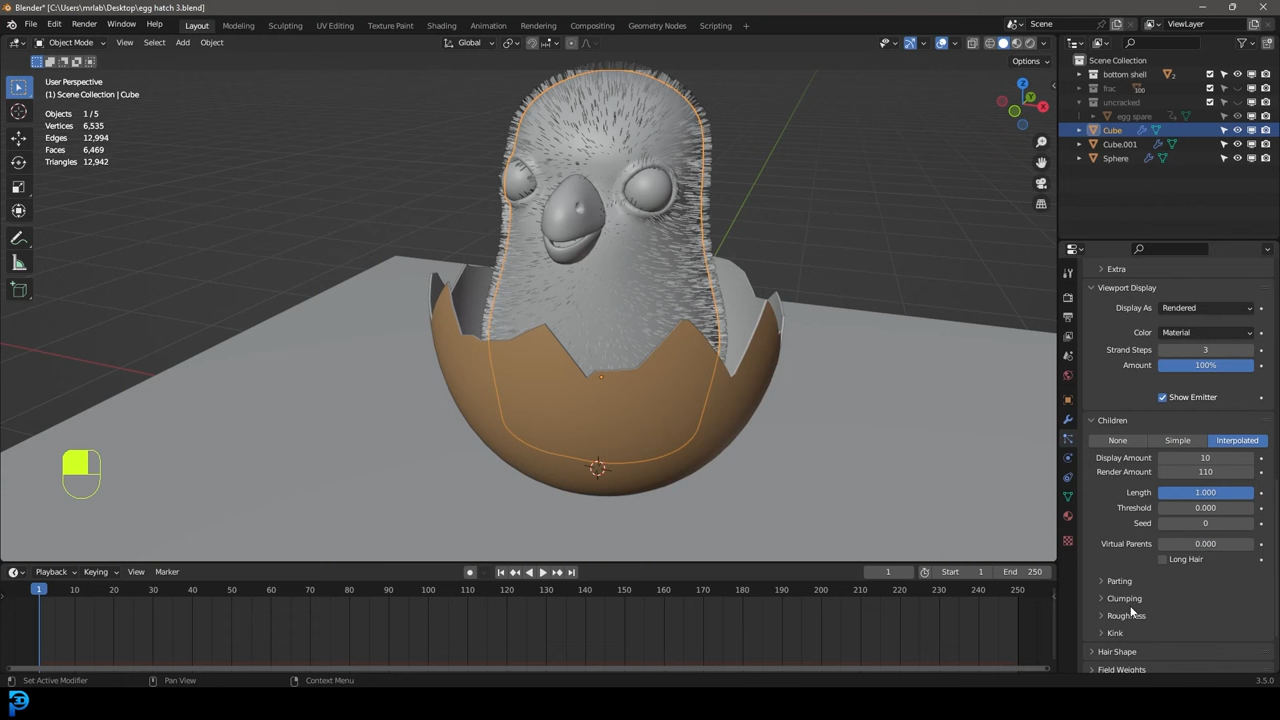 Blender* [C:\Users\mrlab\Desktop\egg hatch 3.blend]
File Edit Render Window Help Layout Modeling Sculpting UV Editing Texture Paint Shading Animation Rendering Compositing Geometry Nodes Scripting Scene ViewLayer
Object Mode View Select Add Object Global
Options
User Perspective
(1) Scene Collection | Cube
Objects 1 / 5
Vertices 6,535
Edges 12,994
Faces 6,469
Triangles 12,942
Z
Y
X
Scene Collection
bottom shell 2
frac 100
uncracked
egg spare
Cube
Cube.001
Sphere
Extra
Viewport Display
Display As Rendered
Color Material
Strand Steps 3
Amount 100%
Show Emitter
Children
None Simple Interpolated
Display Amount 10
Render Amount 110
Length 1.000
Threshold 0.000
Seed 0
Virtual Parents 0.000
Long Hair
Parting
Clumping
Roughness
Kink
Hair Shape
Field Weights
Playback Keying View Marker 1 Start 1 End 250
1 10 20 30 40 50 60 70 80 90 100 110 120 130 140 150 160 170 180 190 200 210 220 230 240 250
Set Active Modifier Pan View Context Menu 3.5.0